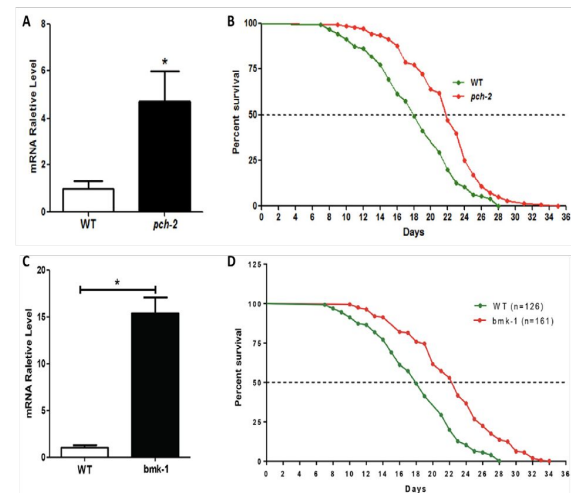 A
mRNA Raletive Level
8
6
4
2
0
*
WT
pch-2
B
Percent survival
100
75
50
25
0
WT
pch-2
0 2 4 6 8 10 12 14 16 18 20 22 24 26 28 30 32 34 36
Days
C
mRNA Raletive Level
20
15
10
5
0
*
WT
bmk-1
D
Percent survival
125
100
75
50
25
0
WT (n=126)
bmk-1 (n=161)
0 2 4 6 8 10 12 14 16 18 20 22 24 26 28 30 32 34 36
Days